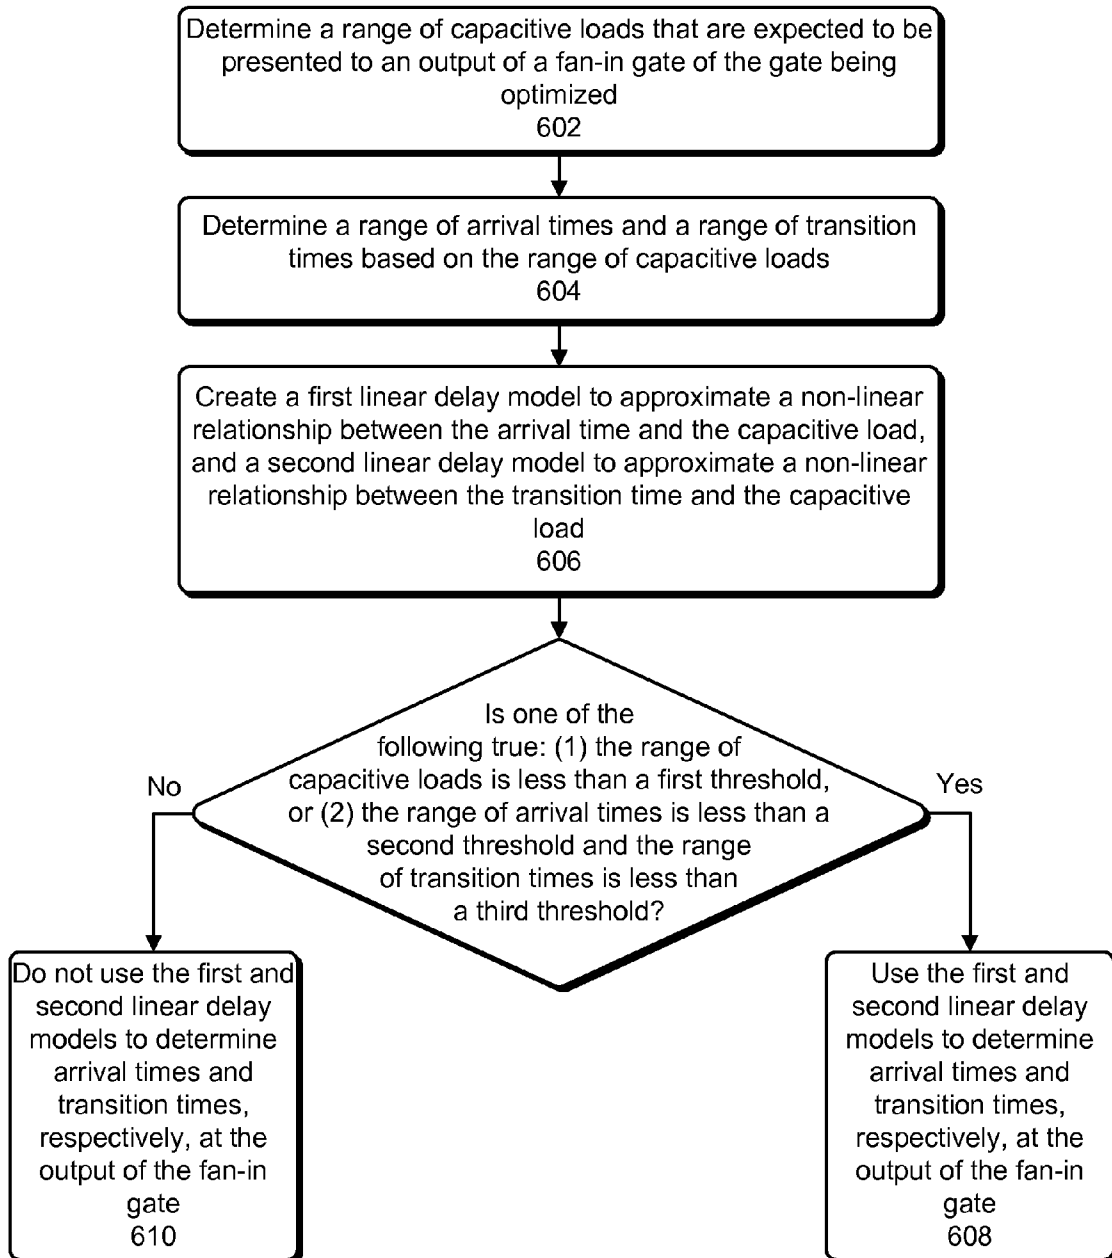 Determine a range of capacitive loads that are expected to be
presented to an output of a fan-in gate of the gate being
optimized
602
Determine a range of arrival times and a range of transition
times based on the range of capacitive loads
604
Create a first linear delay model to approximate a non-linear
relationship between the arrival time and the capacitive load,
and a second linear delay model to approximate a non-linear
relationship between the transition time and the capacitive
load
606
Is one of the
following true: (1) the range of
capacitive loads is less than a first threshold,
or (2) the range of arrival times is less than a
second threshold and the range
of transition times is less than
a third threshold?
No
Yes
Do not use the first and
second linear delay
models to determine
arrival times and
transition times,
respectively, at the
output of the fan-in
gate
610
Use the first and
second linear delay
models to determine
arrival times and
transition times,
respectively, at the
output of the fan-in
gate
608